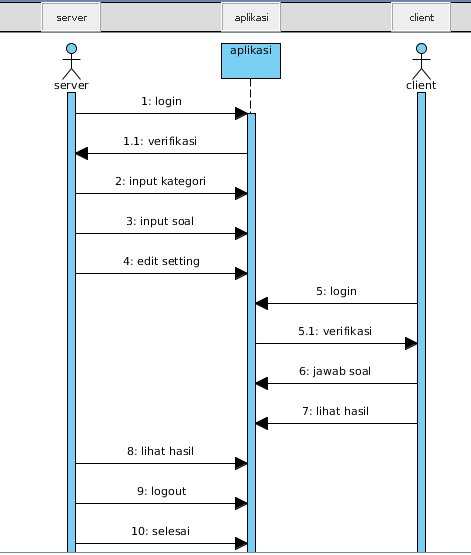 server
aplikasi
client
aplikasi
server
client
1: login
1.1: verifikasi
2: input kategori
3: input soal
4: edit setting
5: login
5.1: verifikasi
6: jawab soal
7: lihat hasil
8: lihat hasil
9: logout
10: selesai